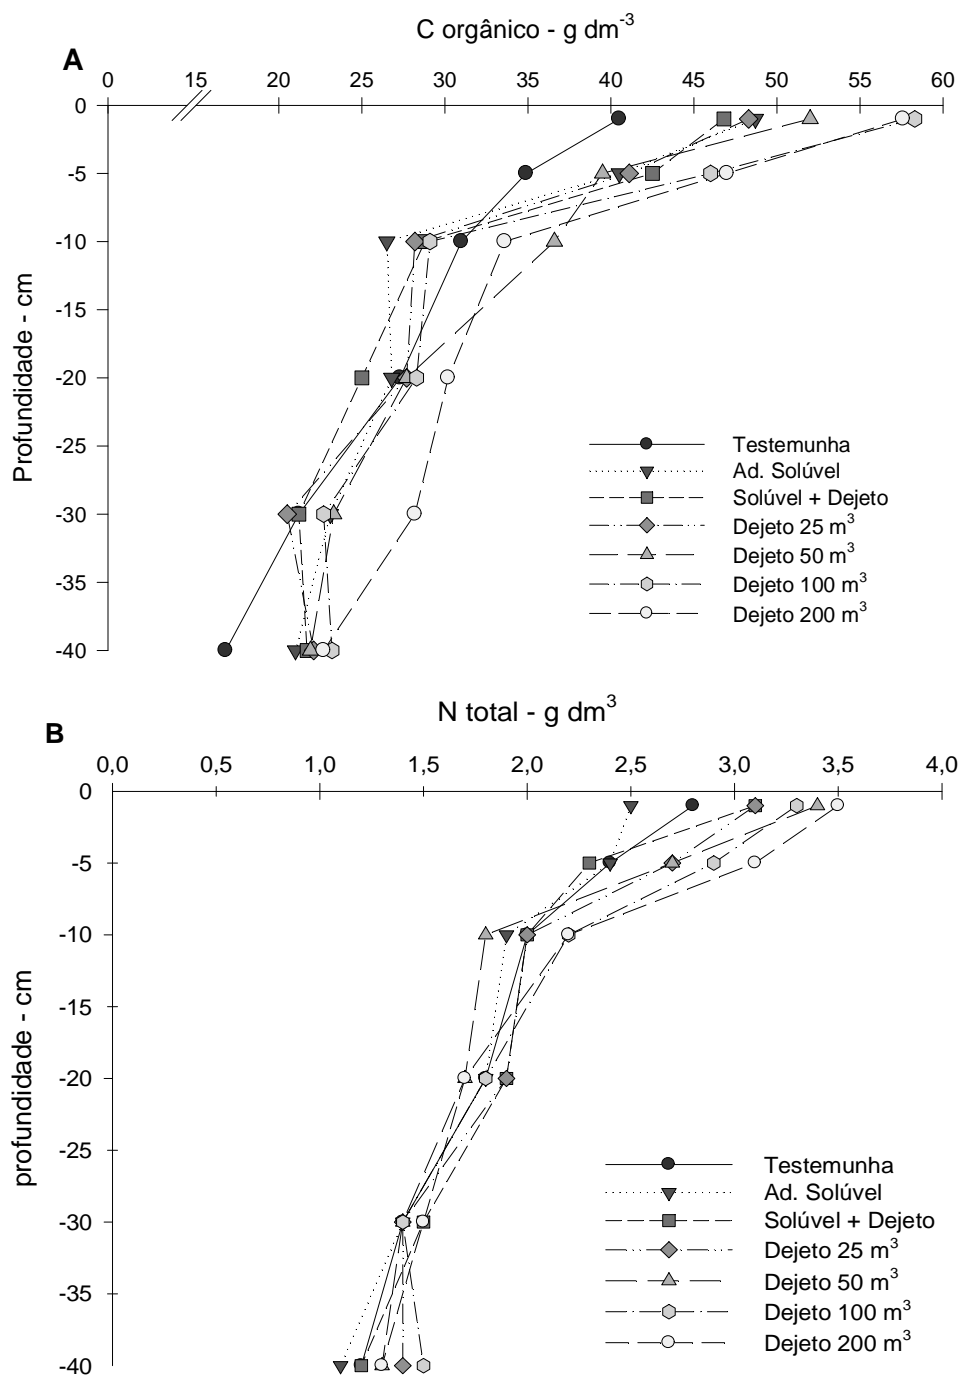 C orgânico - g dm-3
A
0 15 20 25 30 35 40 45 50 55 60
0
-5
-10
-15
-20
-25
-30
-35
-40
Profundidade - cm
Testemunha
Ad. Solúvel
Solúvel + Dejeto
Dejeto 25 m3
Dejeto 50 m3
Dejeto 100 m3
Dejeto 200 m3
N total - g dm3
B
0,0 0,5 1,0 1,5 2,0 2,5 3,0 3,5 4,0
0
-5
-10
-15
-20
-25
-30
-35
-40
profundidade - cm
Testemunha
Ad. Solúvel
Solúvel + Dejeto
Dejeto 25 m3
Dejeto 50 m3
Dejeto 100 m3
Dejeto 200 m3